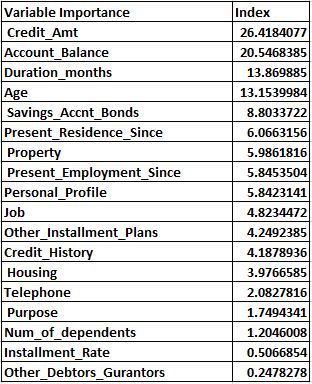 Variable Importance Index
Credit_Amt 26.4184077
Account_Balance 20.5468385
Duration_months 13.869885
Age 13.1539984
Savings_Accnt_Bonds 8.8033722
Present_Residence_Since 6.0663156
Property 5.9861816
Present_Employment_Since 5.8453504
Personal_Profile 5.8423141
Job 4.8234472
Other_Installment_Plans 4.2492385
Credit_History 4.1878936
Housing 3.9766585
Telephone 2.0827816
Purpose 1.7494341
Num_of_dependents 1.2046008
Installment_Rate 0.5066854
Other_Debtors_Gurantors 0.2478278